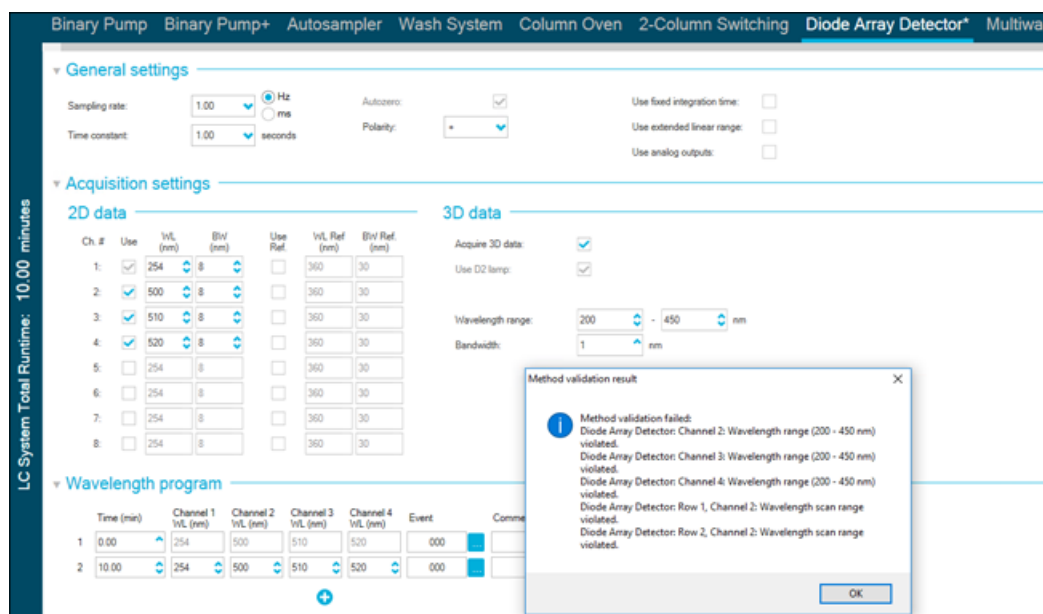 Binary Pump Binary Pump+ Autosampler Wash System Column Oven 2-Column Switching Diode Array Detector* Multiwa
LC System Total Runtime: 10.00 minutes
General settings
Sampling rate: 1.00 Hz ms Autozero: Use fixed integration time:
Time constant: 1.00 seconds Polarity: + Use extended linear range:
Use analog outputs:
Acquisition settings
2D data 3D data
Ch. # Use WL (nm) BW (nm) Use Ref. WL Ref (nm) BW Ref. (nm)
Acquire 3D data:
1: 254 8 360 30
Use D2 lamp:
2: 500 8 360 30
3: 510 8 360 30 Wavelength range: 200 - 450 nm
4: 520 8 360 30 Bandwidth: 1 nm
5: 254 8 360 30
6: 254 8 360 30
7: 254 8 360 30
8: 254 8 360 30
Wavelength program
Time (min) Channel 1 WL (nm) Channel 2 WL (nm) Channel 3 WL (nm) Channel 4 WL (nm) Event Comme
1 0.00 254 500 510 520 000 ...
2 10.00 254 500 510 520 000 ...
Method validation result
Method validation failed:
Diode Array Detector: Channel 2: Wavelength range (200 - 450 nm)
violated.
Diode Array Detector: Channel 3: Wavelength range (200 - 450 nm)
violated.
Diode Array Detector: Channel 4: Wavelength range (200 - 450 nm)
violated.
Diode Array Detector: Row 1, Channel 2: Wavelength scan range
violated.
Diode Array Detector: Row 2, Channel 2: Wavelength scan range
violated.
OK